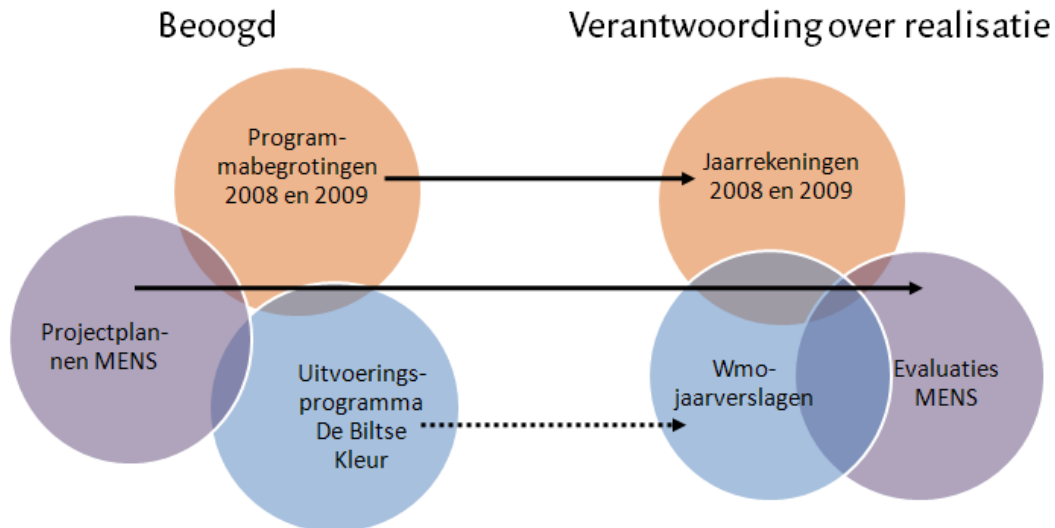 Beoogd
Verantwoording over realisatie
Program-
mabegrotingen
2008 en 2009
Jaarrekeningen
2008 en 2009
Projectplan-
nen MENS
Uitvoerings-
programma
De Biltse
Kleur
Wmo-
jaarverslagen
Evaluaties
MENS